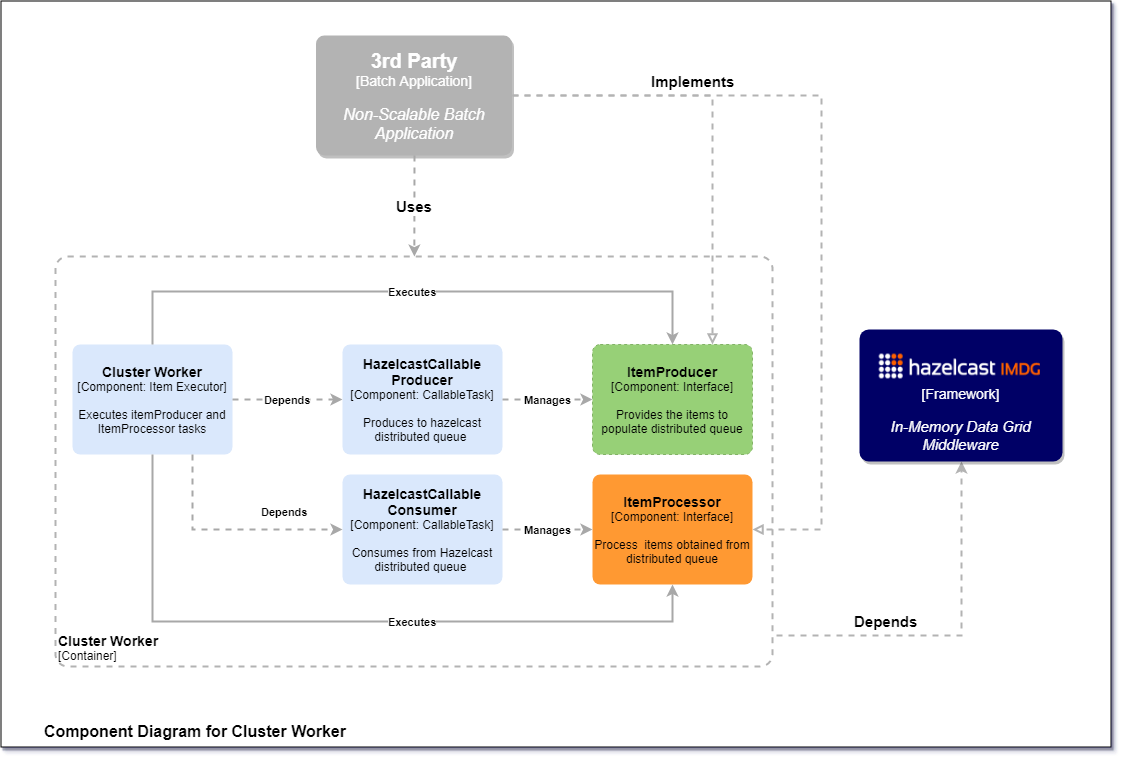 3rd Party
[Batch Application]
Non-Scalable Batch
Application
Implements
Uses
Executes
Cluster Worker
[Component: Item Executor]
Executes itemProducer and
ItemProcessor tasks
Depends
HazelcastCallable
Producer
[Component: CallableTask]
Produces to hazelcast
distributed queue
Manages
ItemProducer
[Component: Interface]
Provides the items to
populate distributed queue
hazelcast IMDG
[Framework]
In-Memory Data Grid
Middleware
Depends
HazelcastCallable
Consumer
[Component: CallableTask]
Consumes from Hazelcast
distributed queue
Manages
ItemProcessor
[Component: Interface]
Process  items obtained from
distributed queue
Executes
Depends
Cluster Worker
[Container]
Component Diagram for Cluster Worker